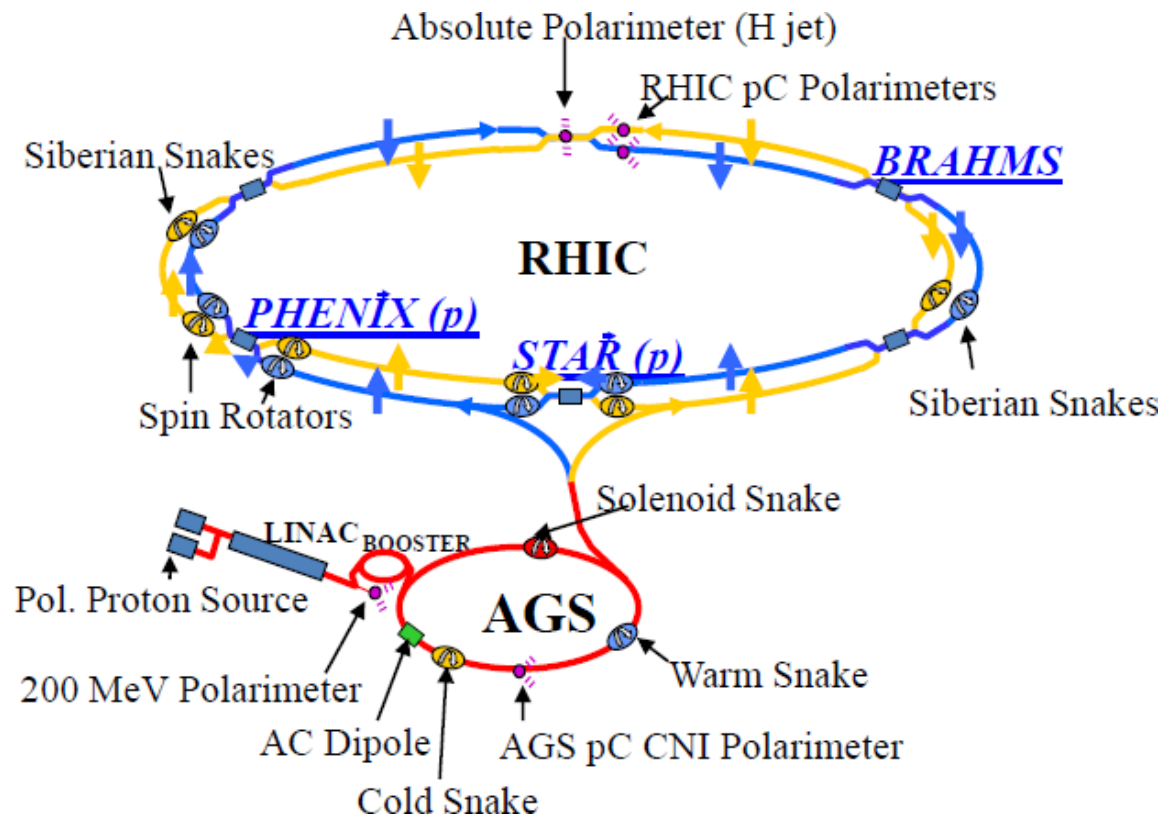 Absolute Polarimeter (H jet)
RHIC pC Polarimeters
Siberian Snakes
BRAHMS
RHIC
PHENIX (p)
STAR (p)
Spin Rotators
Siberian Snakes
Solenoid Snake
LINAC
BOOSTER
Pol. Proton Source
AGS
200 MeV Polarimeter
Warm Snake
AC Dipole
AGS pC CNI Polarimeter
Cold Snake